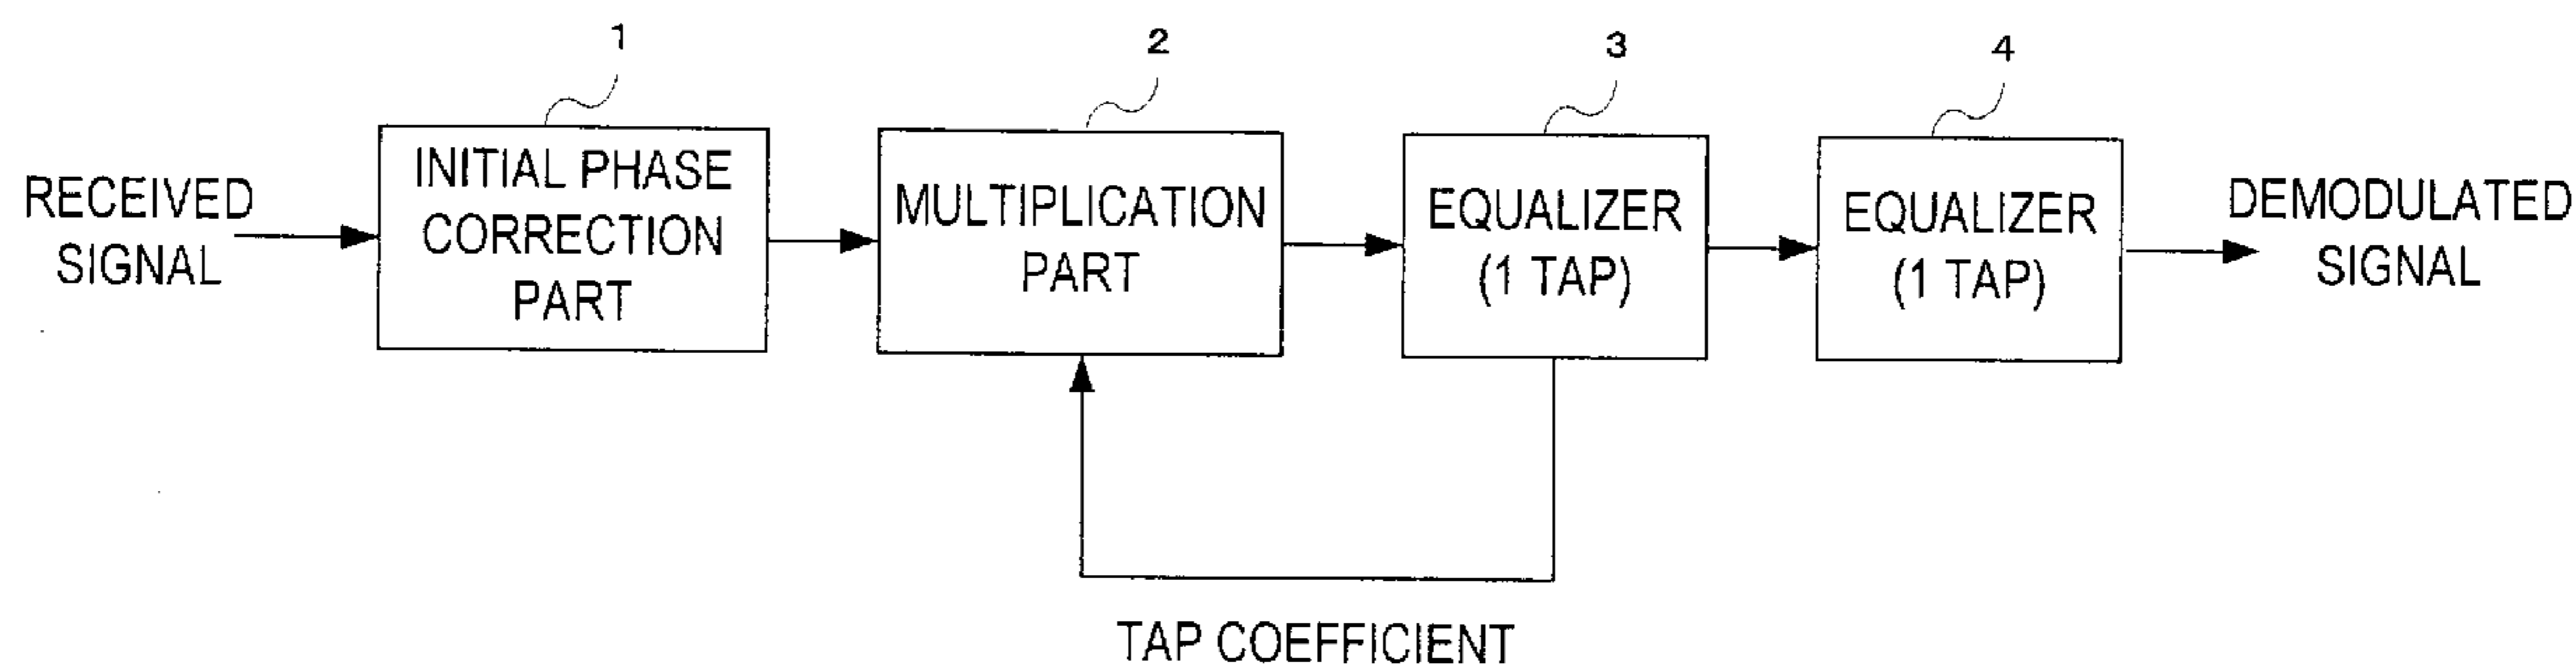 1
2
3
4
RECEIVED
SIGNAL
INITIAL PHASE
CORRECTION
PART
MULTIPLICATION
PART
EQUALIZER
(1 TAP)
EQUALIZER
(1 TAP)
DEMODULATED
SIGNAL
TAP COEFFICIENT